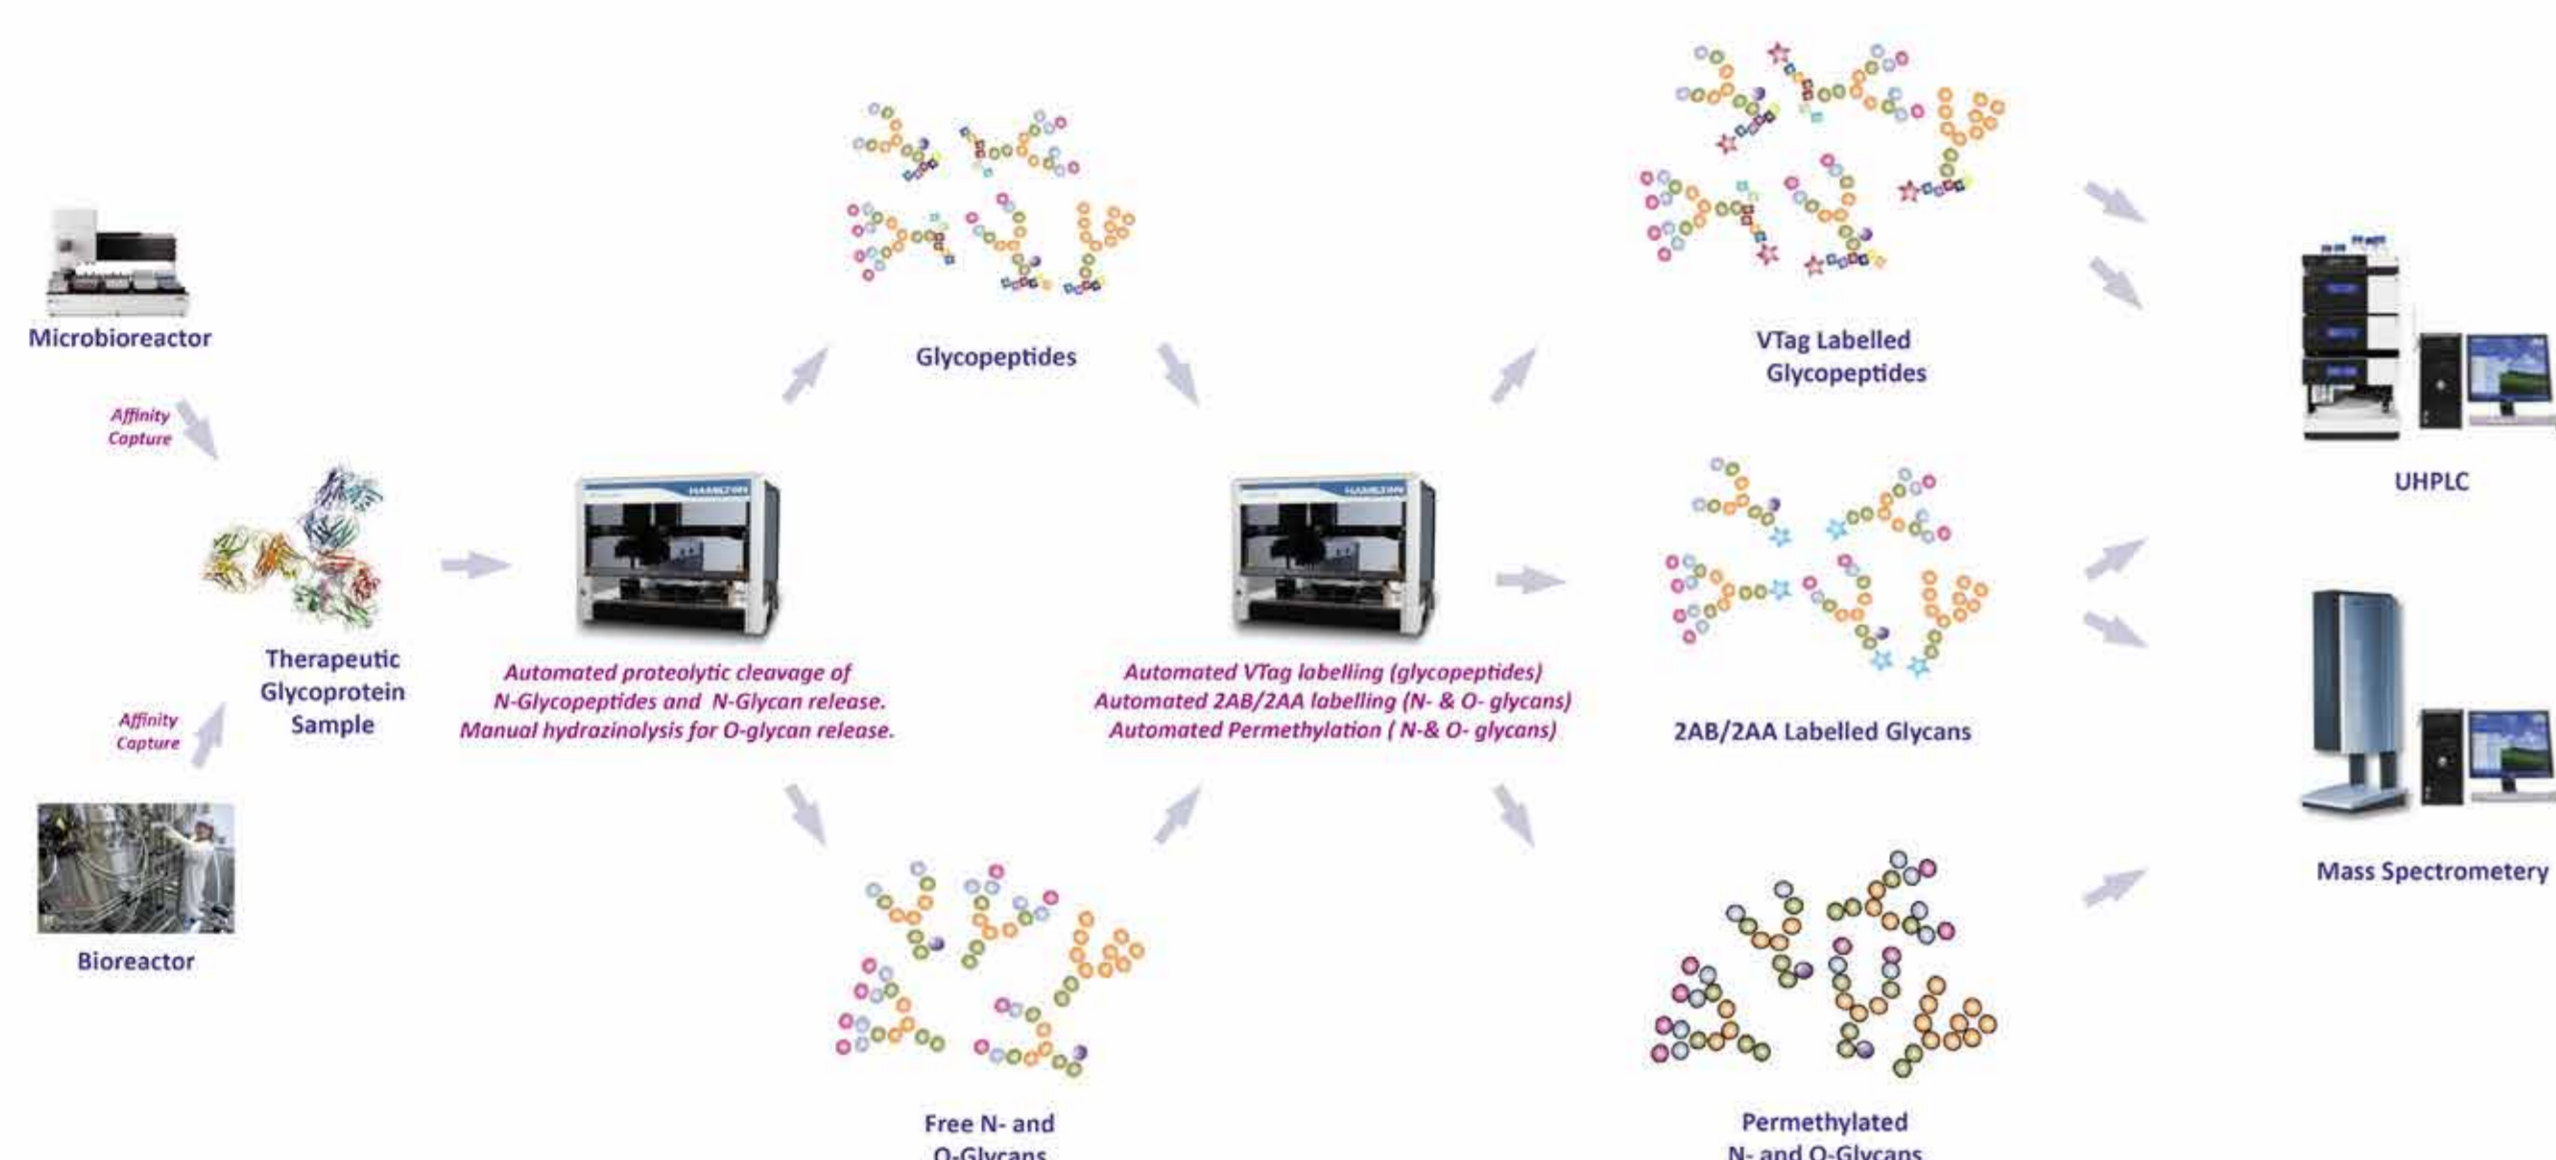 Microbioreactor
Affinity
Capture
Therapeutic
Glycoprotein
Sample
Affinity
Capture
Bioreactor
HAMILTON
Automated proteolytic cleavage of
N-Glycopeptides and N-Glycan release.
Manual hydrazinolysis for O-glycan release.
Glycopeptides
Free N- and
O-Glycans
HAMILTON
Automated VTag labelling (glycopeptides)
Automated 2AB/2AA labelling (N- & O- glycans)
Automated Permethylation ( N-& O- glycans)
VTag Labelled
Glycopeptides
2AB/2AA Labelled Glycans
Permethylated
N- and O-Glycans
UHPLC
Mass Spectrometery